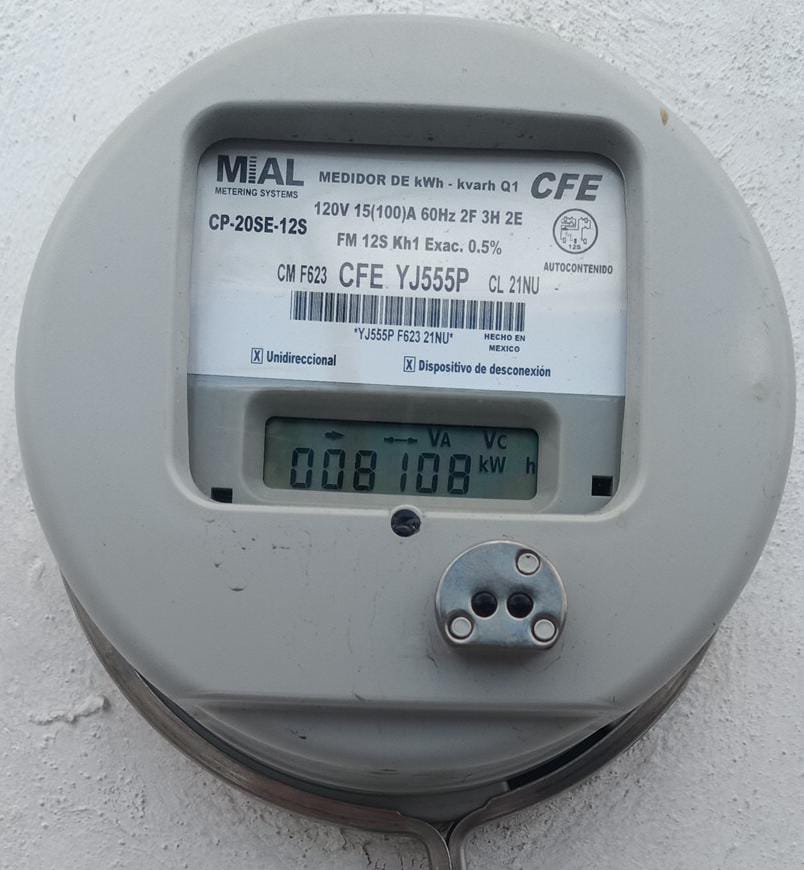 MIAL
METERING SYSTEMS
MEDIDOR DE kWh - kvarh Q1
CFE
CP-20SE-12S
120V 15(100)A 60Hz 2F 3H 2E
FM 12S Kh1 Exac. 0.5%
12S
AUTOCONTENIDO
CM F623 CFE YJ555P CL 21NU
*YJ555P F623 21NU*
HECHO EN
MEXICO
X Unidireccional
X Dispositivo de desconexión
VA VC
008108 kW h